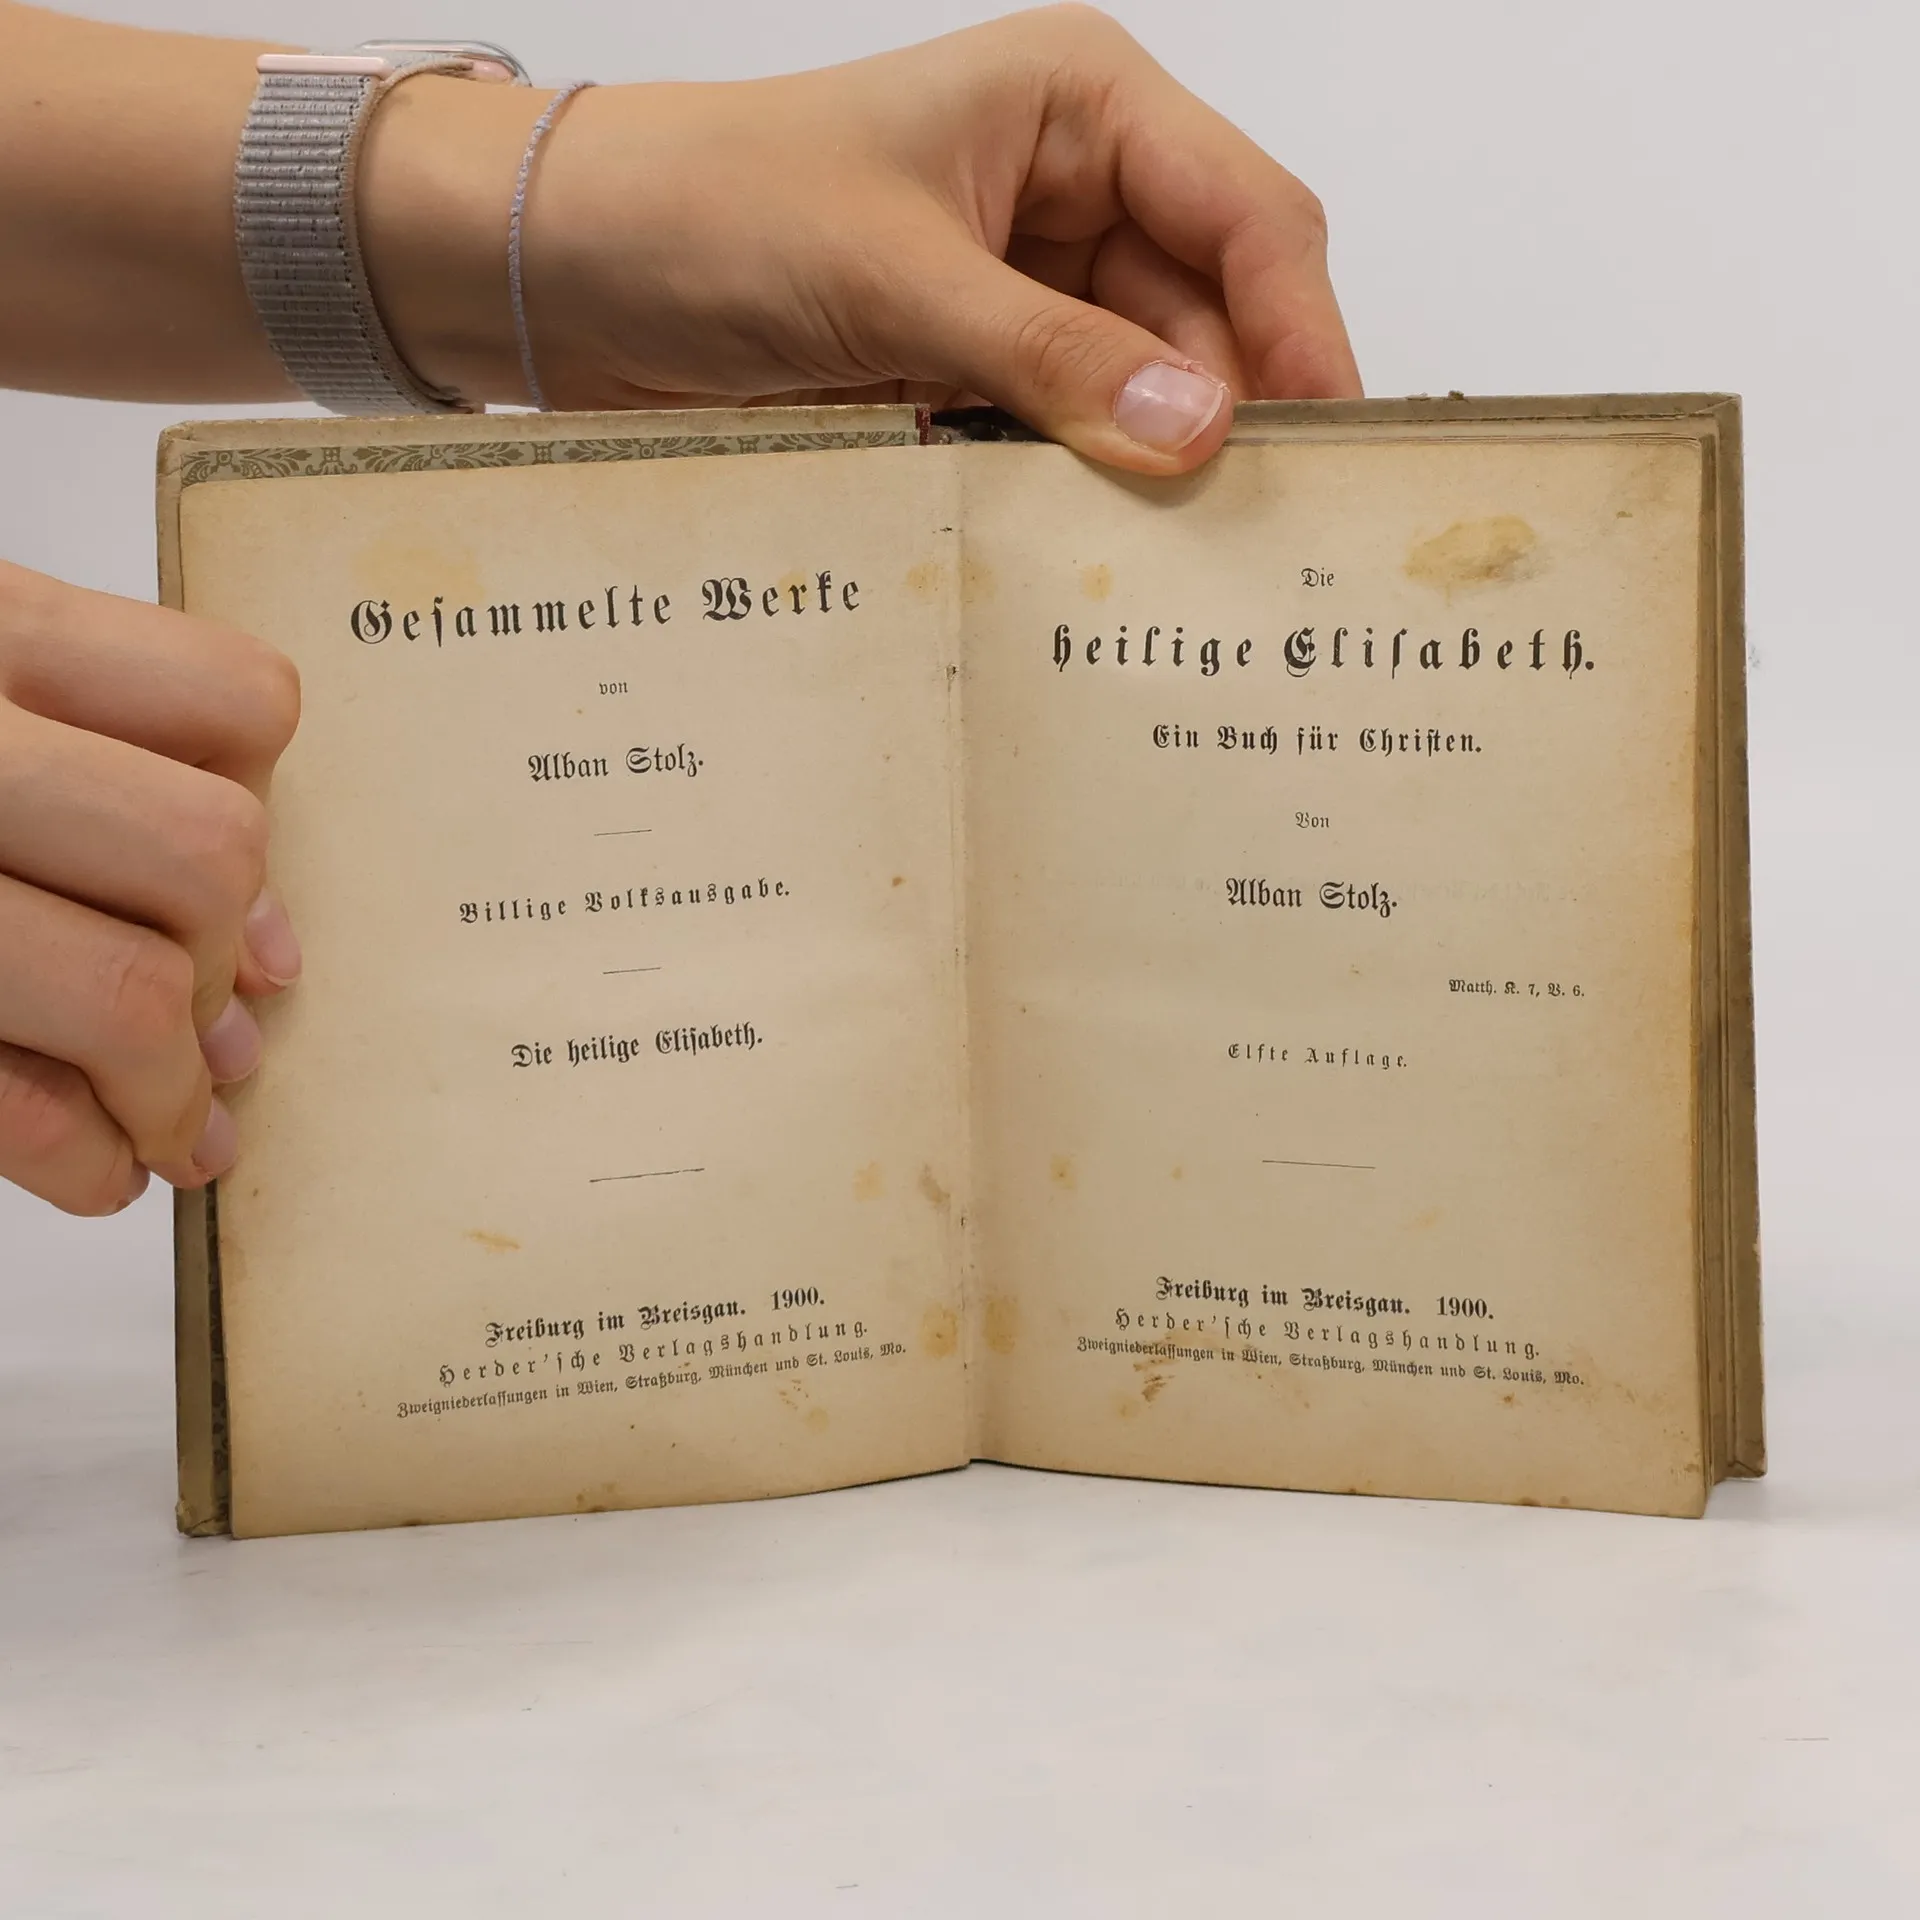 Gesammelte Werke
von
Alban Stolz.
Billige Volksausgabe.
Die heilige Elisabeth.
Freiburg im Breisgau. 1900.
Herder'sche Verlagshandlung.
Zweigniederlassungen in Wien, Straßburg, München und St. Louis, Mo.
Die
heilige Elisabeth.
Ein Buch für Christen.
Von
Alban Stolz.
Matth. K. 7, V. 6.
Elfte Auflage.
Freiburg im Breisgau. 1900.
Herder'sche Verlagshandlung.
Zweigniederlassungen in Wien, Straßburg, München und St. Louis, Mo.